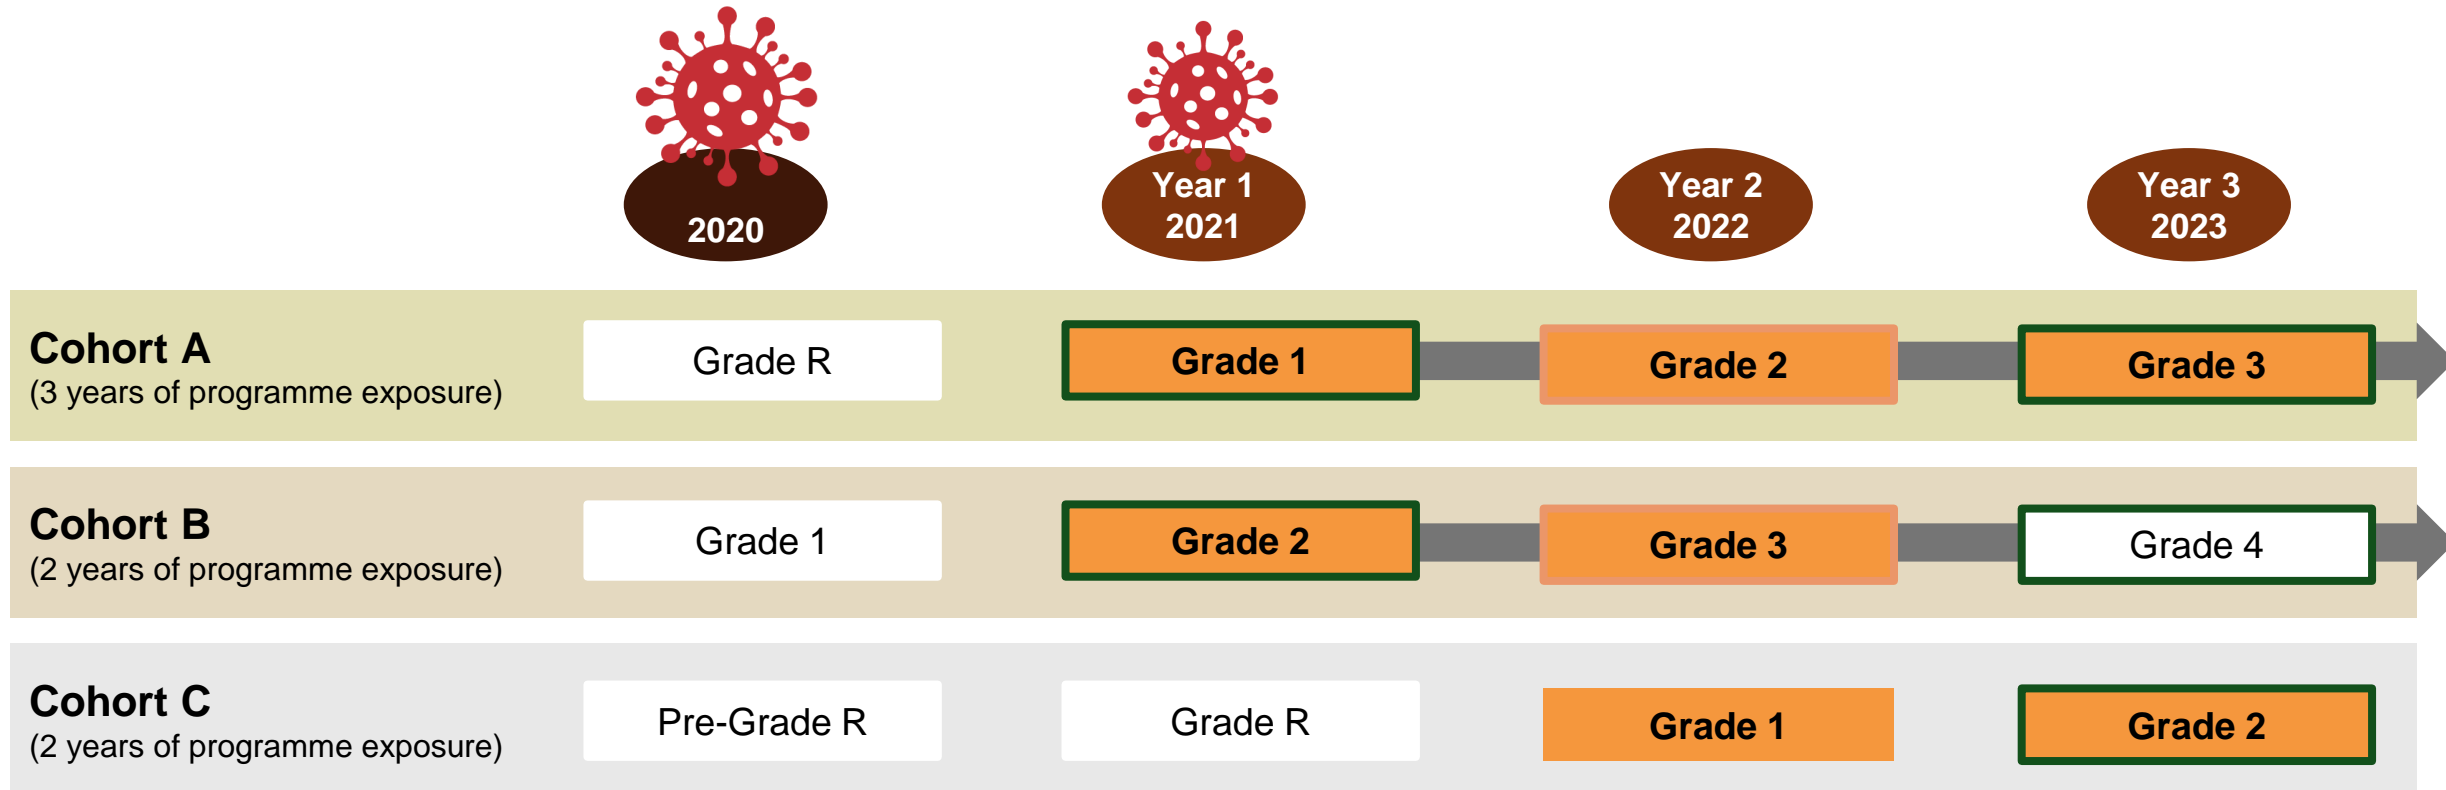 2020
Year 1
2021
Year 2
2022
Year 3
2023
Cohort A
(3 years of programme exposure)
Grade R
Grade 1
Grade 2
Grade 3
Cohort B
(2 years of programme exposure)
Grade 1
Grade 2
Grade 3
Grade 4
Cohort C
(2 years of programme exposure)
Pre-Grade R
Grade R
Grade 1
Grade 2